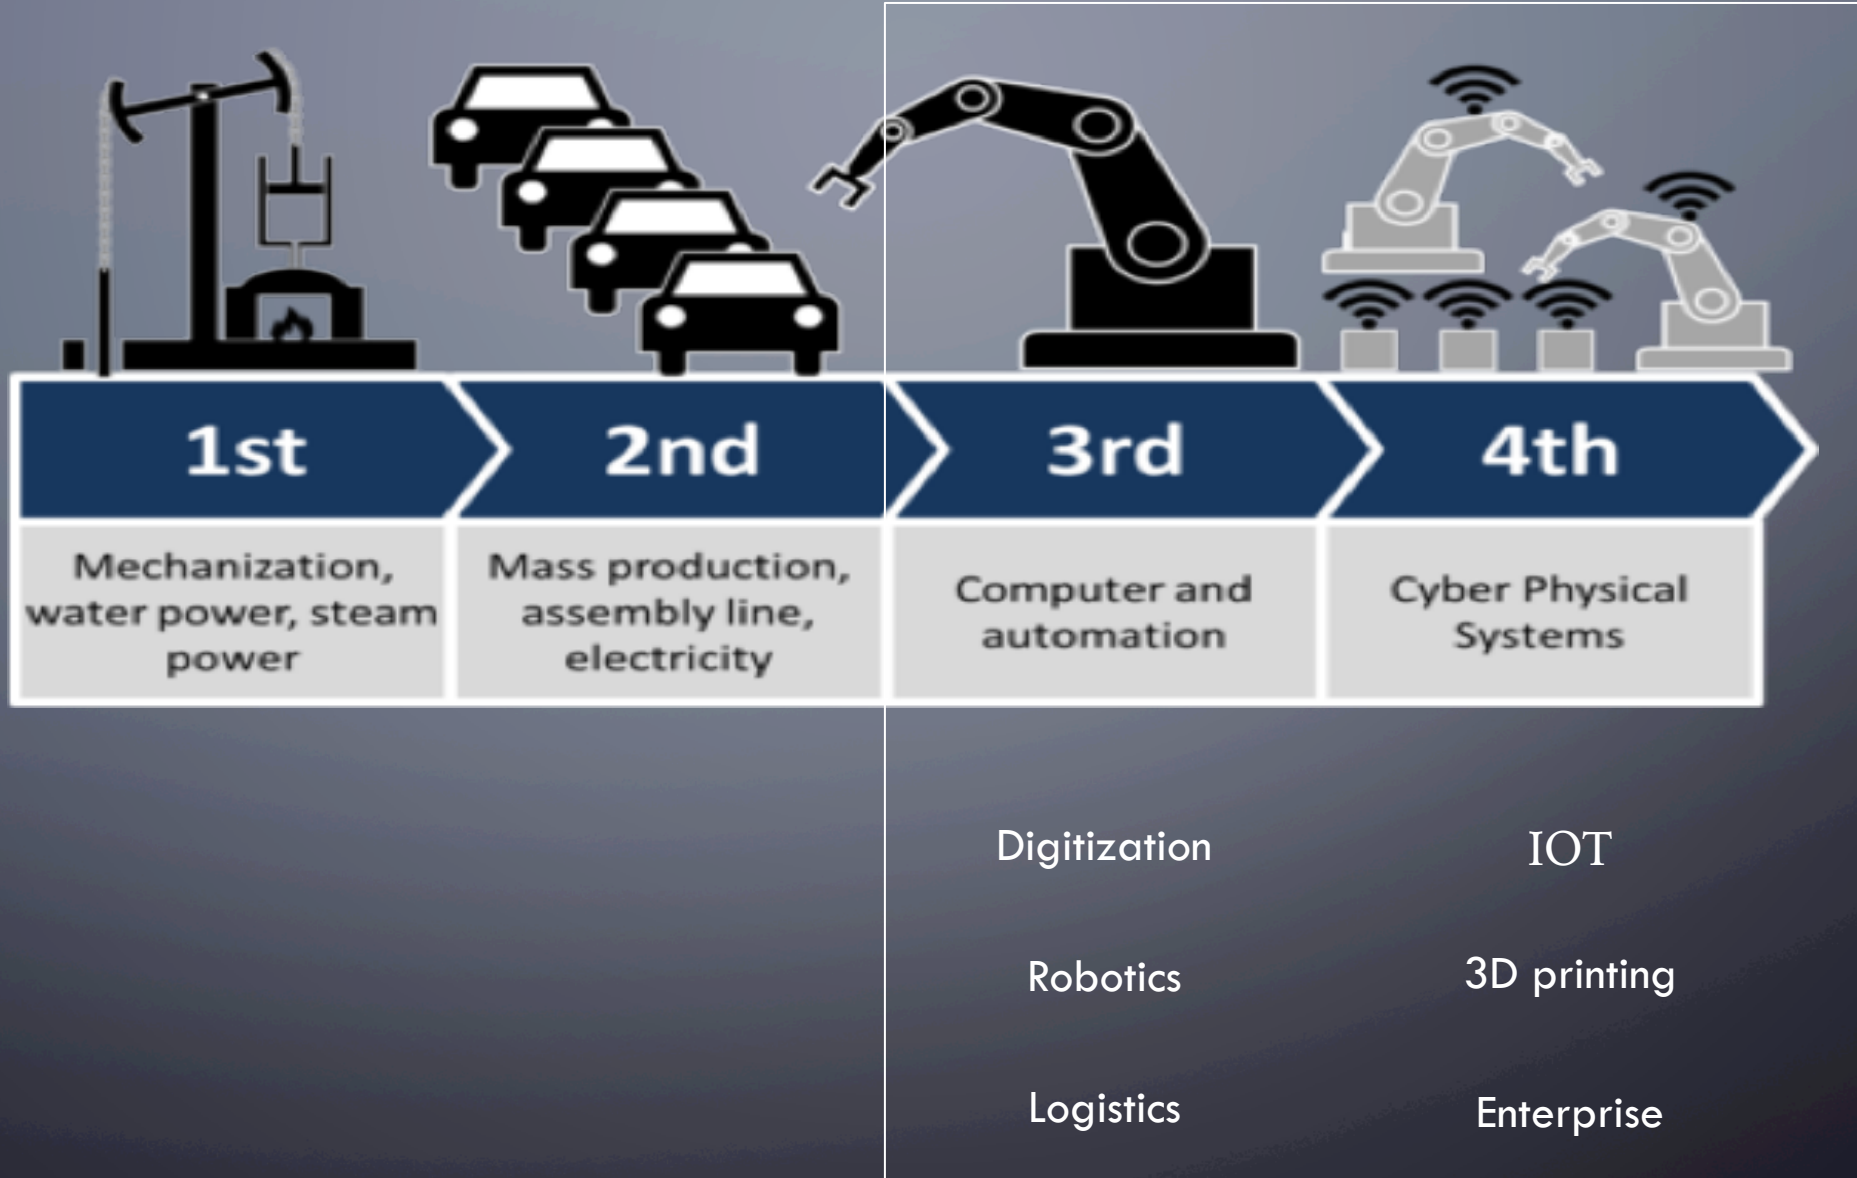 1st
2nd
3rd
4th
Mechanization,
water power, steam
power
Mass production,
assembly line,
electricity
Computer and
automation
Cyber Physical
Systems
Digitization
IOT
Robotics
3D printing
Logistics
Enterprise